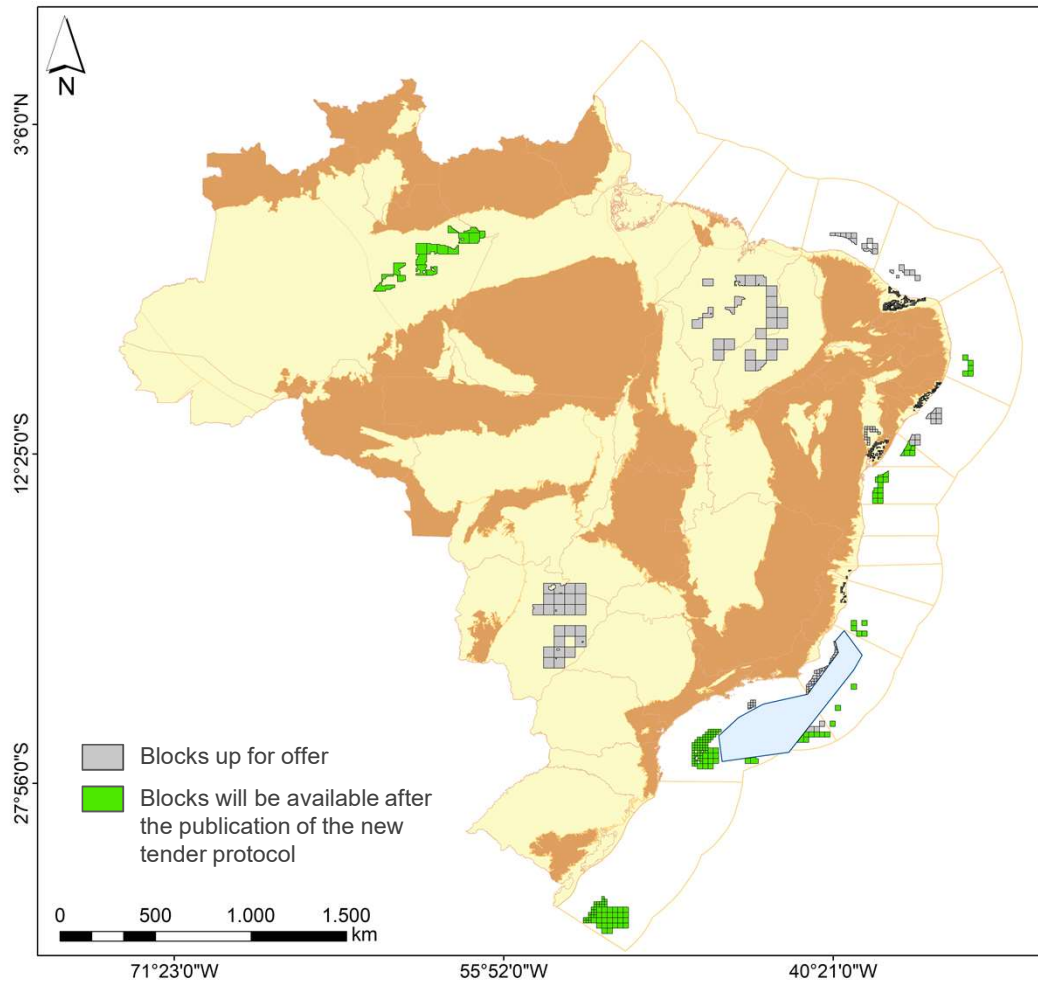 N
3°6'0"N
12°25'0"S
27°56'0"S
Blocks up for offer
Blocks will be available after
the publication of the new
tender protocol
0 500 1.000 1.500
km
71°23'0"W 55°52'0"W 40°21'0"W